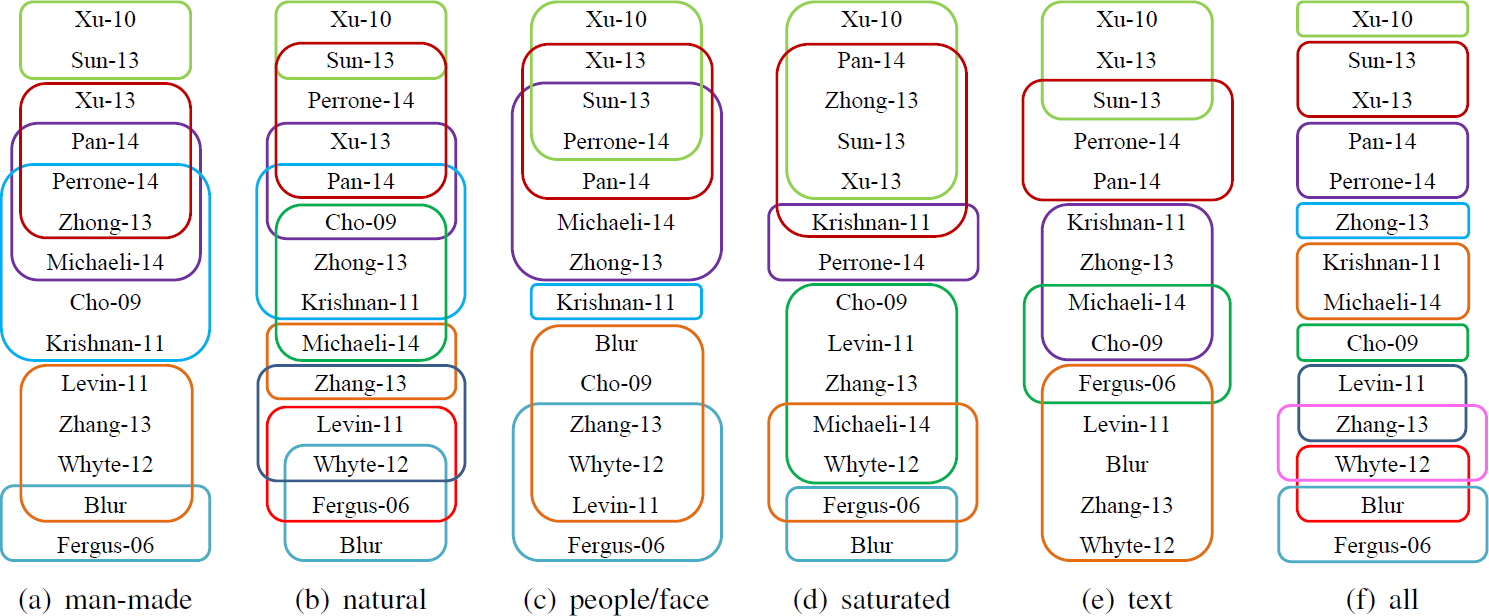 Xu-10
Sun-13
Xu-13
Pan-14
Perrone-14
Zhong-13
Michaeli-14
Cho-09
Krishnan-11
Levin-11
Zhang-13
Whyte-12
Blur
Fergus-06
(a) man-made
Xu-10
Sun-13
Perrone-14
Xu-13
Pan-14
Cho-09
Zhong-13
Krishnan-11
Michaeli-14
Zhang-13
Levin-11
Whyte-12
Fergus-06
Blur
(b) natural
Xu-10
Xu-13
Sun-13
Perrone-14
Pan-14
Michaeli-14
Zhong-13
Krishnan-11
Blur
Cho-09
Zhang-13
Whyte-12
Levin-11
Fergus-06
(c) people/face
Xu-10
Pan-14
Zhong-13
Sun-13
Xu-13
Krishnan-11
Perrone-14
Cho-09
Levin-11
Zhang-13
Michaeli-14
Whyte-12
Fergus-06
Blur
(d) saturated
Xu-10
Xu-13
Sun-13
Perrone-14
Pan-14
Krishnan-11
Zhong-13
Michaeli-14
Cho-09
Fergus-06
Levin-11
Blur
Zhang-13
Whyte-12
(e) text
Xu-10
Sun-13
Xu-13
Pan-14
Perrone-14
Zhong-13
Krishnan-11
Michaeli-14
Cho-09
Levin-11
Zhang-13
Whyte-12
Blur
Fergus-06
(f) all